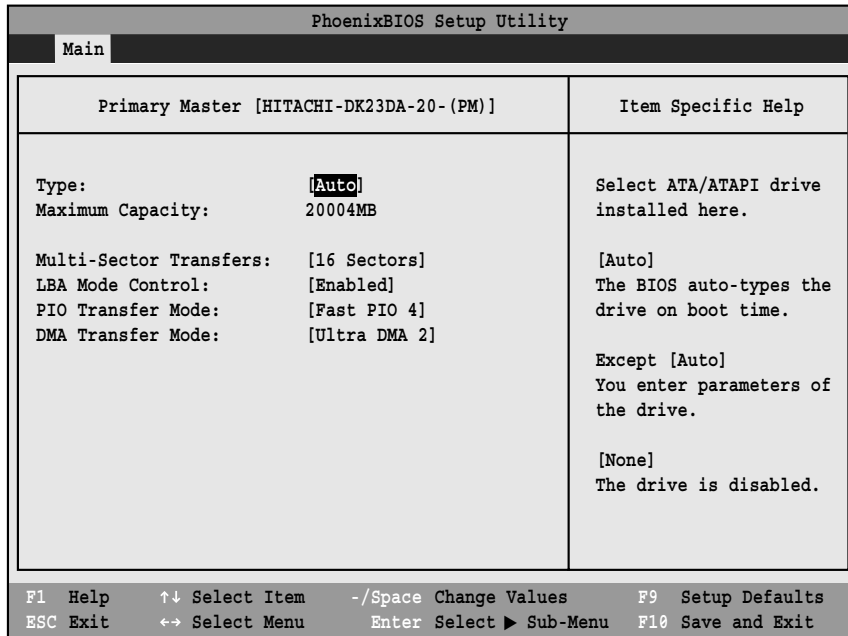 PhoenixBIOS Setup Utility
Main
Primary Master [HITACHI-DK23DA-20-(PM)]
Item Specific Help
Type: [Auto]
Maximum Capacity: 20004MB
Multi-Sector Transfers: [16 Sectors]
LBA Mode Control: [Enabled]
PIO Transfer Mode: [Fast PIO 4]
DMA Transfer Mode: [Ultra DMA 2]
Select ATA/ATAPI drive
installed here.
[Auto]
The BIOS auto-types the
drive on boot time.
Except [Auto]
You enter parameters of
the drive.
[None]
The drive is disabled.
F1 Help ↑↓ Select Item -/Space Change Values F9 Setup Defaults
ESC Exit ←→ Select Menu Enter Select ▶ Sub-Menu F10 Save and Exit